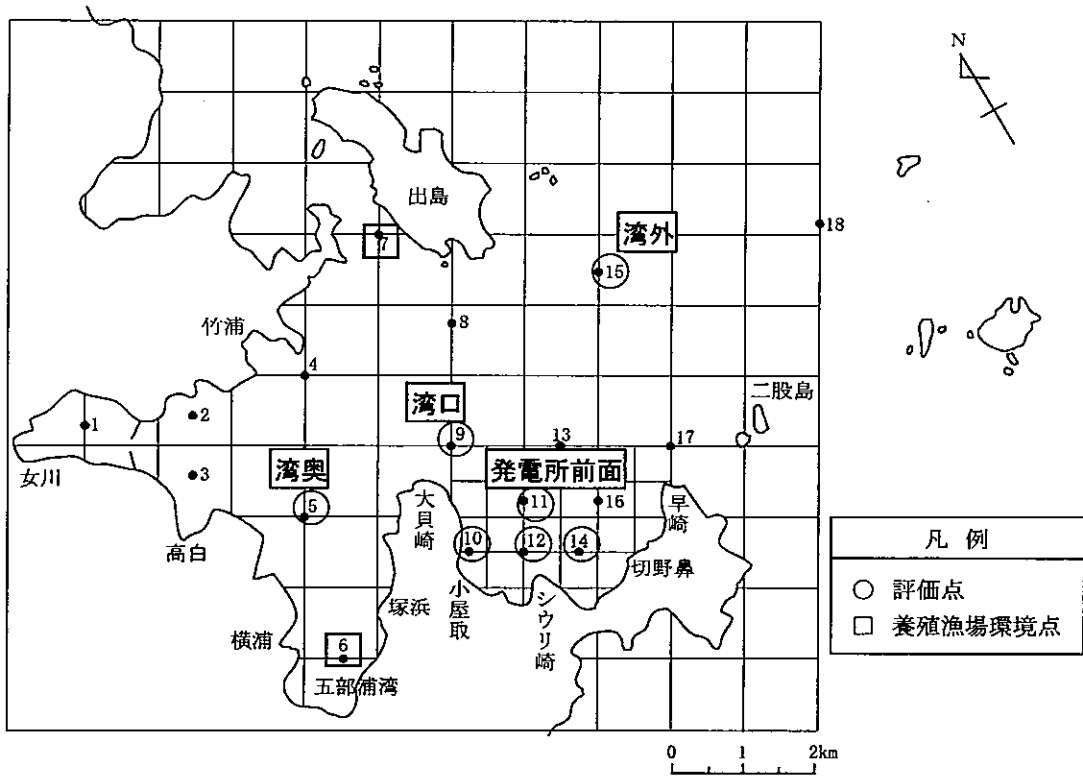 N
出島
湾外
18
7
15
竹浦
8
4
二股島
湾口
1
2
9
13
17
女川
3
湾奥
発電所前面
5
大貝崎
11
16
早崎
高白
10
12
14
切野鼻
塚浜
小屋取
シウリ崎
横浦
6
五部浦湾
凡例
評価点
養殖漁場環境点
0 1 2km